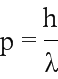 p = h/λ